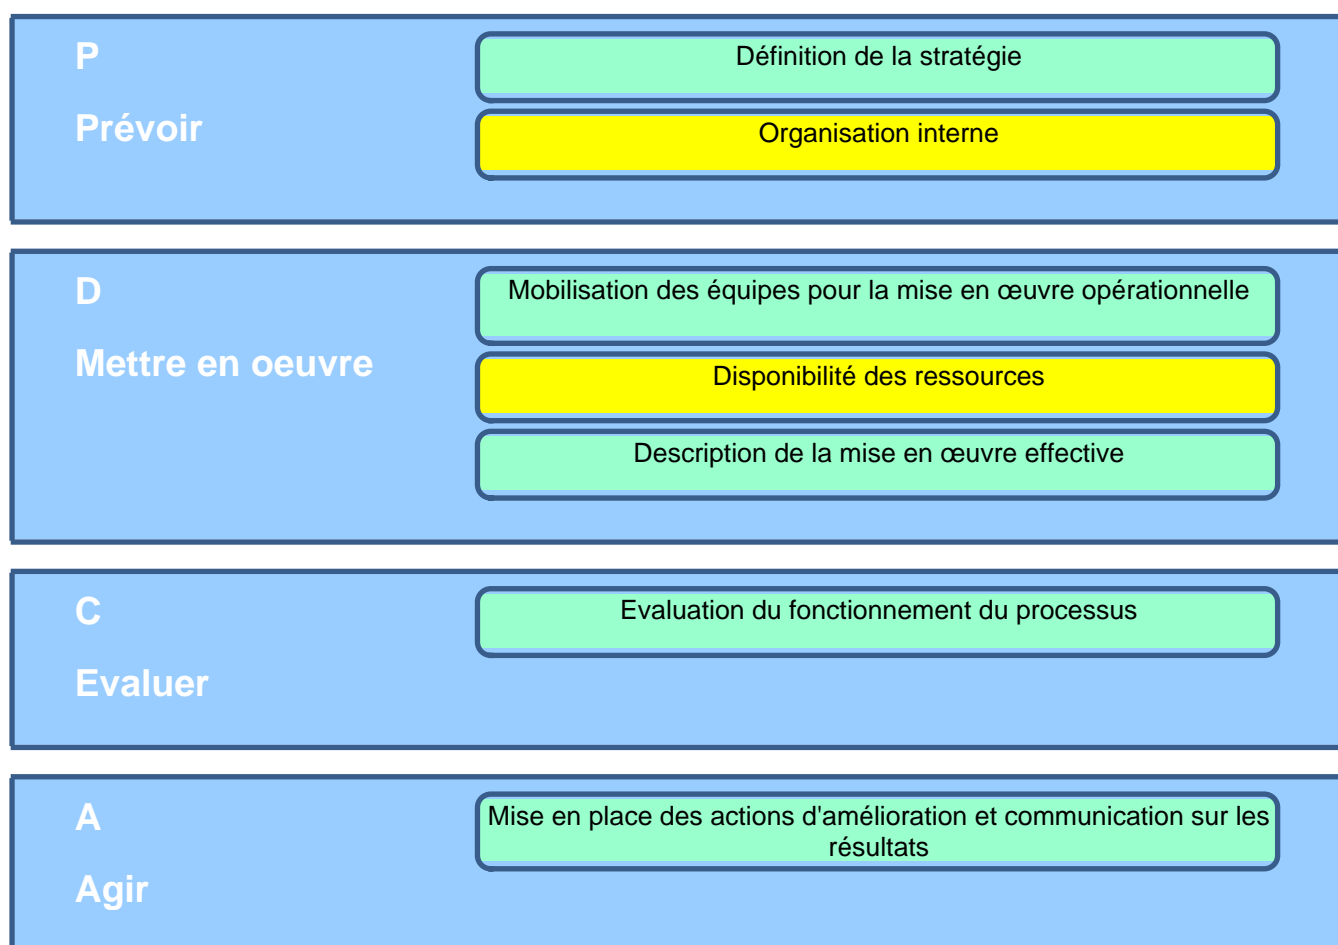 P
Prévoir
Définition de la stratégie
Organisation interne
D
Mettre en oeuvre
Mobilisation des équipes pour la mise en œuvre opérationnelle
Disponibilité des ressources
Description de la mise en œuvre effective
C
Evaluer
Evaluation du fonctionnement du processus
A
Agir
Mise en place des actions d'amélioration et communication sur les
résultats